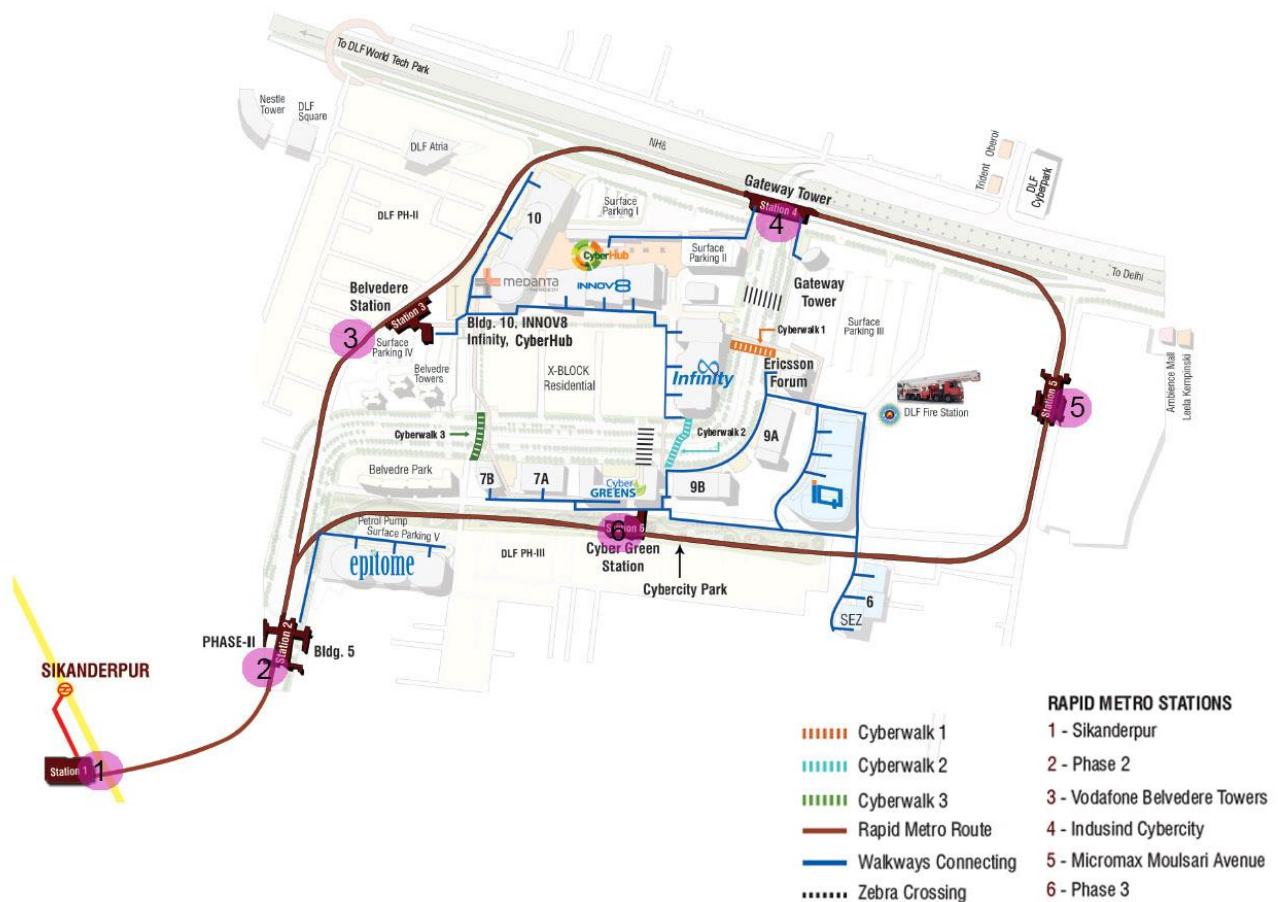 To DLF World Tech Park
Nestle
Tower
DLF
Square
DLF Atria
NH8
Oberoi
Trident
DLF
Cyberpark
Gateway Tower
Station 4
4
To Delhi
DLF PH-II
10
Surface
Parking I
CyberHub
Surface
Parking II
medanta
INNOV8
Gateway
Tower
Belvedere
Station
Station 3
3
Bldg. 10, INNOV8
Infinity, CyberHub
Surface
Parking IV
Belvedre
Towers
X-BLOCK
Residential
Infinity
Cyberwalk 1
Surface
Parking III
Ericsson
Forum
DLF Fire Station
Station 5
5
Ambience Mall
Laela Kempinski
Cyberwalk 3
Cyberwalk 2
9A
Belvedre Park
7B
7A
Cyber
GREENS
9B
iQ
Petrol Pump
Surface Parking V
epitome
DLF PH-III
Station 6
6
Cyber Green
Station
Cybercity Park
6
SEZ
PHASE-II
Station 2
2
Bldg. 5
SIKANDERPUR
Station 1
1
Cyberwalk 1
Cyberwalk 2
Cyberwalk 3
Rapid Metro Route
Walkways Connecting
Zebra Crossing
RAPID METRO STATIONS
1 - Sikanderpur
2 - Phase 2
3 - Vodafone Belvedere Towers
4 - Indusind Cybercity
5 - Micromax Moulsari Avenue
6 - Phase 3